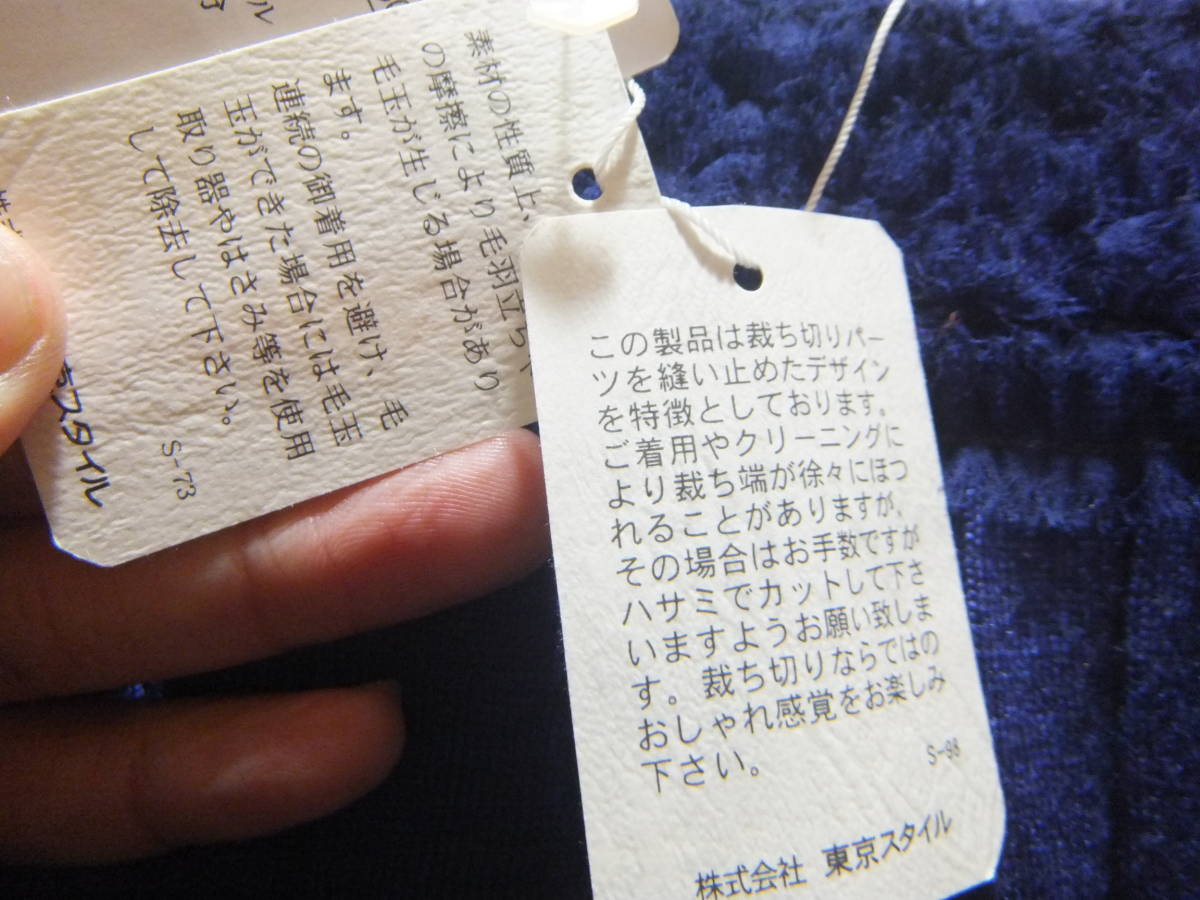 素材の性質上、
の摩擦により毛羽立ちや
毛玉が生じる場合があり
ます。
連続の御着用を避け、毛
玉ができた場合には毛玉
取り器やはさみ等を使用
して除去して下さい。
S-73
スタイル
この製品は裁ち切りパー
ツを縫い止めたデザイン
を特徴としております。
ご着用やクリーニングに
より裁ち端が徐々にほつ
れることがありますが、
その場合はお手数ですが
ハサミでカットして下さ
いますようお願い致しま
す。裁ち切りならではの
おしゃれ感覚をお楽しみ
下さい。
S-98
株式会社 東京スタイル